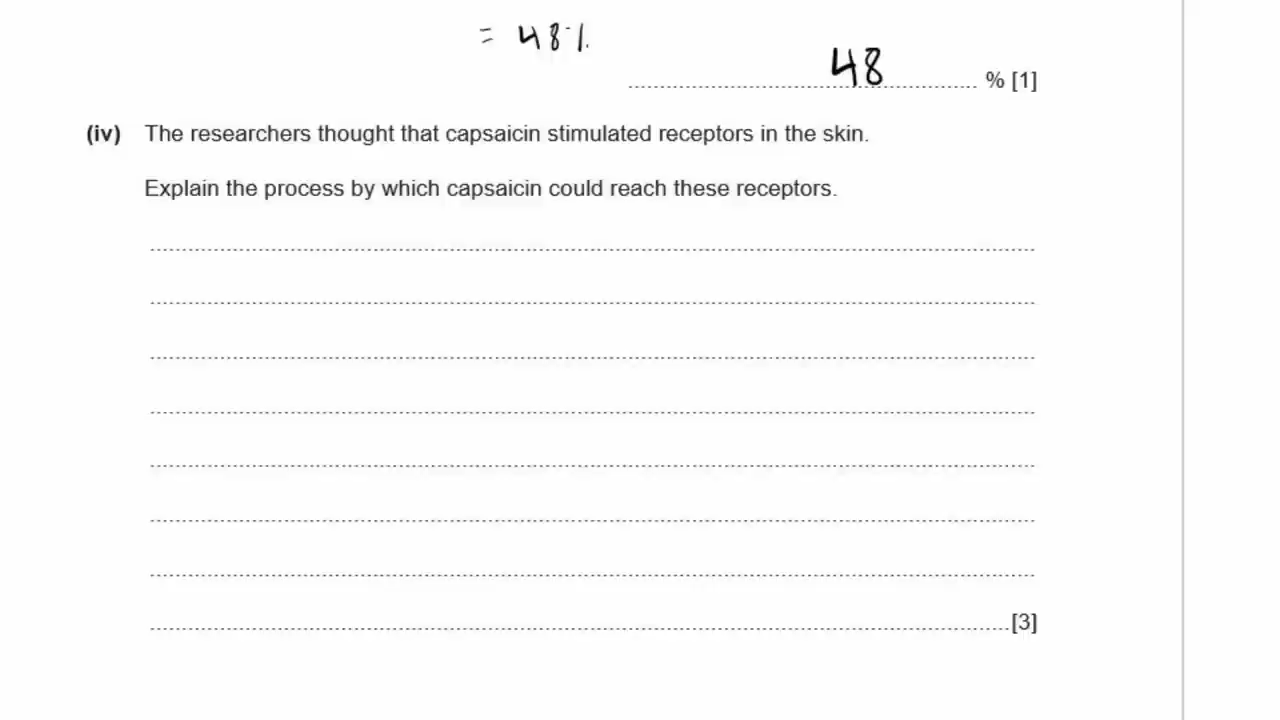 = 48%
48
% [1]
(iv) The researchers thought that capsaicin stimulated receptors in the skin.
Explain the process by which capsaicin could reach these receptors.
[3]